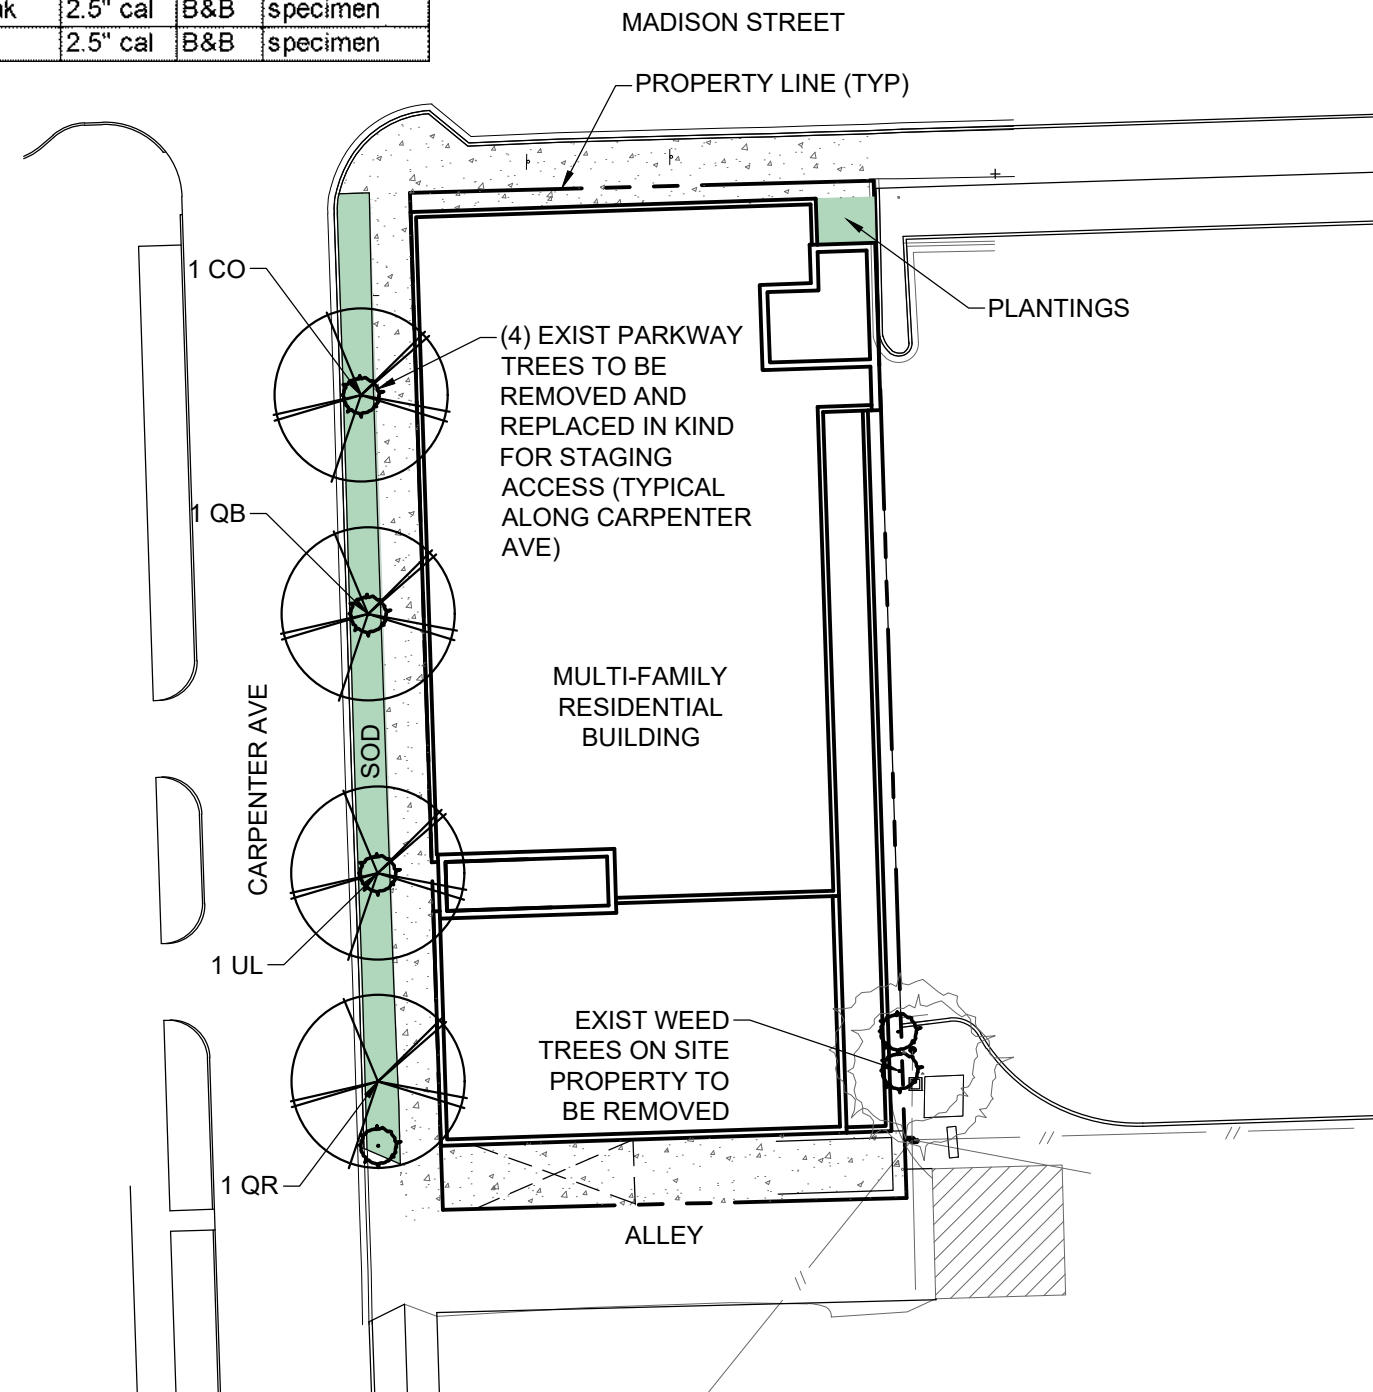 2.5" cal B&B specimen
2.5" cal B&B specimen
MADISON STREET
PROPERTY LINE (TYP)
1 CO
PLANTINGS
(4) EXIST PARKWAY
TREES TO BE
REMOVED AND
REPLACED IN KIND
FOR STAGING
ACCESS (TYPICAL
ALONG CARPENTER
AVE)
1 QB
MULTI-FAMILY
RESIDENTIAL
BUILDING
CARPENTER AVE
SOD
1 UL
EXIST WEED
TREES ON SITE
PROPERTY TO
BE REMOVED
1 QR
ALLEY